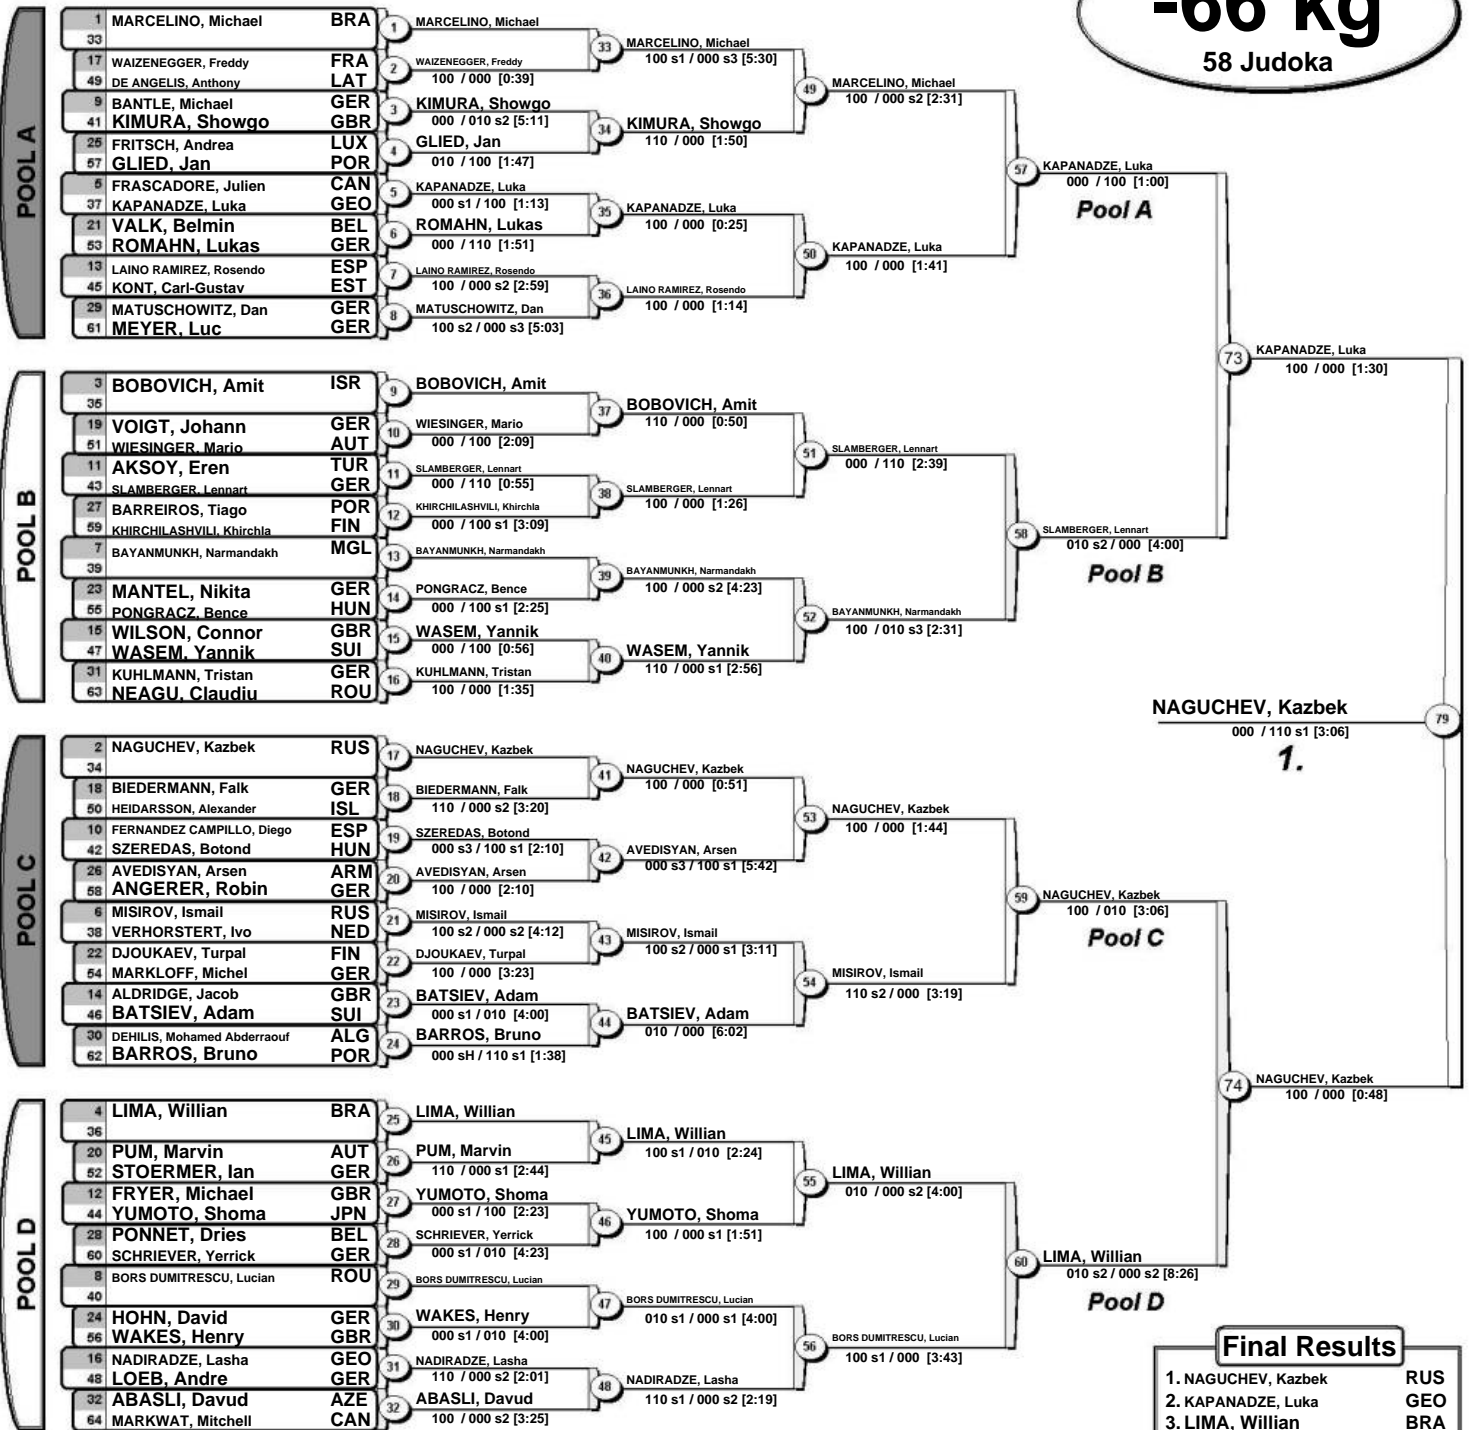 -66 kg
58 Judoka
POOL A
1 MARCELINO, Michael BRA
33
17 WAIZENEGGER, Freddy FRA
49 DE ANGELIS, Anthony LAT
9 BANTLE, Michael GER
41 KIMURA, Showgo GBR
25 FRITSCH, Andrea LUX
57 GLIED, Jan POR
5 FRASCADORE, Julien CAN
37 KAPANADZE, Luka GEO
21 VALK, Belmin BEL
53 ROMAHN, Lukas GER
13 LAINO RAMIREZ, Rosendo ESP
45 KONT, Carl-Gustav EST
29 MATUSCHOWITZ, Dan GER
61 MEYER, Luc GER
1 MARCELINO, Michael
2 WAIZENEGGER, Freddy
100 / 000 [0:39]
3 KIMURA, Showgo
000 / 010 s2 [5:11]
4 GLIED, Jan
010 / 100 [1:47]
5 KAPANADZE, Luka
000 s1 / 100 [1:13]
6 ROMAHN, Lukas
000 / 110 [1:51]
7 LAINO RAMIREZ, Rosendo
100 / 000 s2 [2:59]
8 MATUSCHOWITZ, Dan
100 s2 / 000 s3 [5:03]
33 MARCELINO, Michael
100 s1 / 000 s3 [5:30]
34 KIMURA, Showgo
110 / 000 [1:50]
35 KAPANADZE, Luka
100 / 000 [0:25]
36 LAINO RAMIREZ, Rosendo
100 / 000 [1:14]
49 MARCELINO, Michael
100 / 000 s2 [2:31]
50 KAPANADZE, Luka
100 / 000 [1:41]
57 KAPANADZE, Luka
000 / 100 [1:00]
Pool A
POOL B
3 BOBOVICH, Amit ISR
35
19 VOIGT, Johann GER
51 WIESINGER, Mario AUT
11 AKSOY, Eren TUR
43 SLAMBERGER, Lennart GER
27 BARREIROS, Tiago POR
59 KHIRCHILASHVILI, Khirchla FIN
7 BAYANMUNKH, Narmandakh MGL
39
23 MANTEL, Nikita GER
55 PONGRACZ, Bence HUN
15 WILSON, Connor GBR
47 WASEM, Yannik SUI
31 KUHLMANN, Tristan GER
63 NEAGU, Claudiu ROU
9 BOBOVICH, Amit
10 WIESINGER, Mario
000 / 100 [2:09]
11 SLAMBERGER, Lennart
000 / 110 [0:55]
12 KHIRCHILASHVILI, Khirchla
000 / 100 s1 [3:09]
13 BAYANMUNKH, Narmandakh
14 PONGRACZ, Bence
000 / 100 s1 [2:25]
15 WASEM, Yannik
000 / 100 [0:56]
16 KUHLMANN, Tristan
100 / 000 [1:35]
37 BOBOVICH, Amit
110 / 000 [0:50]
38 SLAMBERGER, Lennart
100 / 000 [1:26]
39 BAYANMUNKH, Narmandakh
100 / 000 s2 [4:23]
40 WASEM, Yannik
110 / 000 s1 [2:56]
51 SLAMBERGER, Lennart
000 / 110 [2:39]
52 BAYANMUNKH, Narmandakh
100 / 010 s3 [2:31]
58 SLAMBERGER, Lennart
010 s2 / 000 [4:00]
Pool B
73 KAPANADZE, Luka
100 / 000 [1:30]
NAGUCHEV, Kazbek 79
000 / 110 s1 [3:06]
1.
POOL C
2 NAGUCHEV, Kazbek RUS
34
18 BIEDERMANN, Falk GER
50 HEIDARSSON, Alexander ISL
10 FERNANDEZ CAMPILLO, Diego ESP
42 SZEREDAS, Botond HUN
26 AVEDISYAN, Arsen ARM
58 ANGERER, Robin GER
6 MISIROV, Ismail RUS
38 VERHORSTERT, Ivo NED
22 DJOUKAEV, Turpal FIN
54 MARKLOFF, Michel GER
14 ALDRIDGE, Jacob GBR
46 BATSIEV, Adam SUI
30 DEHILIS, Mohamed Abderraouf ALG
62 BARROS, Bruno POR
17 NAGUCHEV, Kazbek
18 BIEDERMANN, Falk
110 / 000 s2 [3:20]
19 SZEREDAS, Botond
000 s3 / 100 s1 [2:10]
20 AVEDISYAN, Arsen
100 / 000 [2:10]
21 MISIROV, Ismail
100 s2 / 000 s2 [4:12]
22 DJOUKAEV, Turpal
100 / 000 [3:23]
23 BATSIEV, Adam
000 s1 / 010 [4:00]
24 BARROS, Bruno
000 sH / 110 s1 [1:38]
41 NAGUCHEV, Kazbek
100 / 000 [0:51]
42 AVEDISYAN, Arsen
000 s3 / 100 s1 [5:42]
43 MISIROV, Ismail
100 s2 / 000 s1 [3:11]
44 BATSIEV, Adam
010 / 000 [6:02]
53 NAGUCHEV, Kazbek
100 / 000 [1:44]
54 MISIROV, Ismail
110 s2 / 000 [3:19]
59 NAGUCHEV, Kazbek
100 / 010 [3:06]
Pool C
74 NAGUCHEV, Kazbek
100 / 000 [0:48]
POOL D
4 LIMA, Willian BRA
36
20 PUM, Marvin AUT
52 STOERMER, Ian GER
12 FRYER, Michael GBR
44 YUMOTO, Shoma JPN
28 PONNET, Dries BEL
60 SCHRIEVER, Yerrick GER
8 BORS DUMITRESCU, Lucian ROU
40
24 HOHN, David GER
56 WAKES, Henry GBR
16 NADIRADZE, Lasha GEO
48 LOEB, Andre GER
32 ABASLI, Davud AZE
64 MARKWAT, Mitchell CAN
25 LIMA, Willian
26 PUM, Marvin
110 / 000 s1 [2:44]
27 YUMOTO, Shoma
000 s1 / 100 [2:23]
28 SCHRIEVER, Yerrick
000 s1 / 010 [4:23]
29 BORS DUMITRESCU, Lucian
30 WAKES, Henry
000 s1 / 010 [4:00]
31 NADIRADZE, Lasha
110 / 000 s2 [2:01]
32 ABASLI, Davud
100 / 000 s2 [3:25]
45 LIMA, Willian
100 s1 / 010 [2:24]
46 YUMOTO, Shoma
100 / 000 s1 [1:51]
47 BORS DUMITRESCU, Lucian
010 s1 / 000 s1 [4:00]
48 NADIRADZE, Lasha
110 s1 / 000 s2 [2:19]
55 LIMA, Willian
010 / 000 s2 [4:00]
56 BORS DUMITRESCU, Lucian
100 s1 / 000 [3:43]
60 LIMA, Willian
010 s2 / 000 s2 [8:26]
Pool D
Final Results
1. NAGUCHEV, Kazbek RUS
2. KAPANADZE, Luka GEO
3. LIMA, Willian BRA